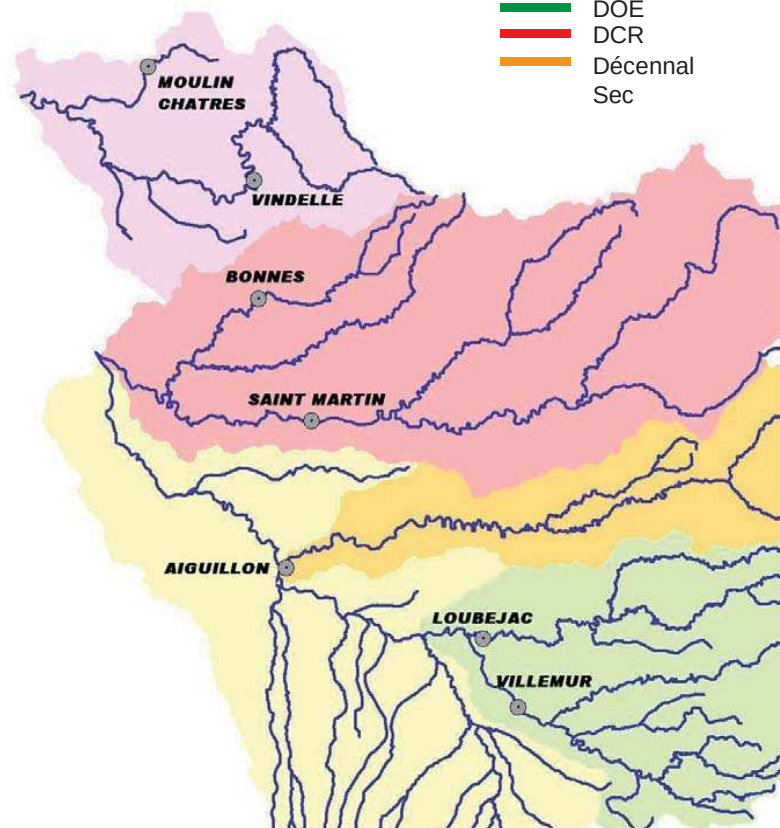 DOE
DCR
Décennal
Sec
MOULIN
CHATRES
VINDELLE
BONNES
SAINT MARTIN
AIGUILLON
LOUBEJAC
VILLEMUR